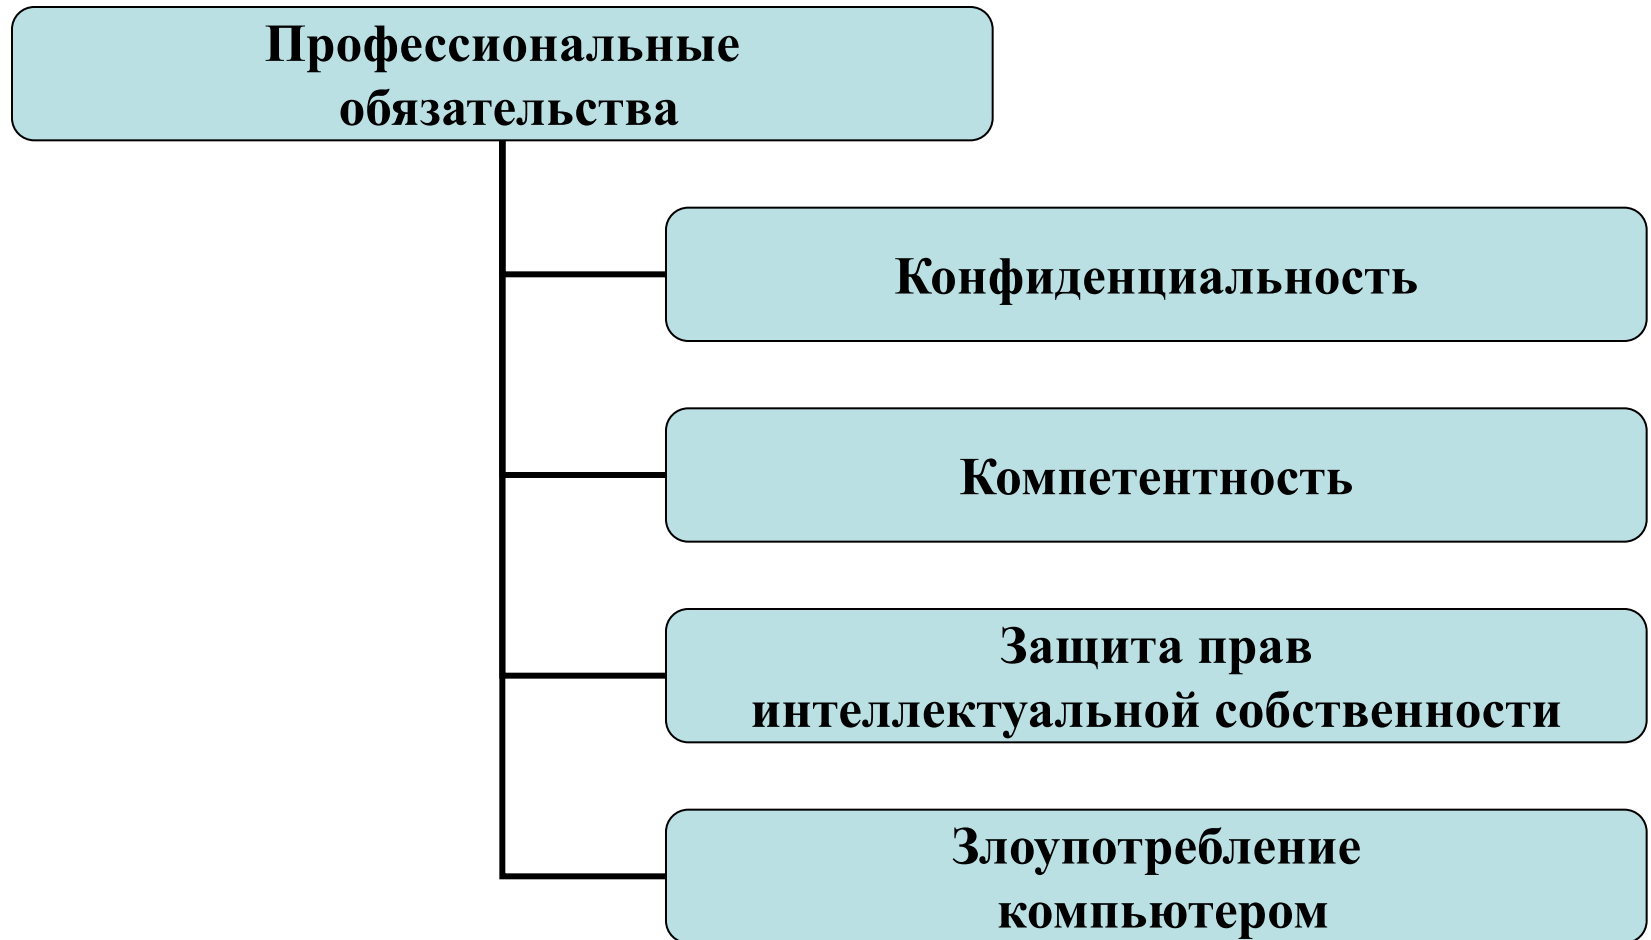 Профессиональные
обязательства
Конфиденциальность
Компетентность
Защита прав
интеллектуальной собственности
Злоупотребление
компьютером